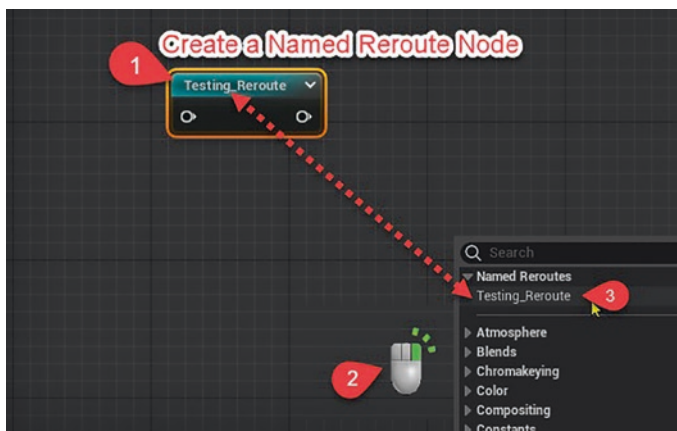 Create a Named Reroute Node
1
Testing_Reroute
Search
Named Reroutes
Testing_Reroute
3
Atmosphere
Blends
2
Chromakeying
Color
Compositing
Constants